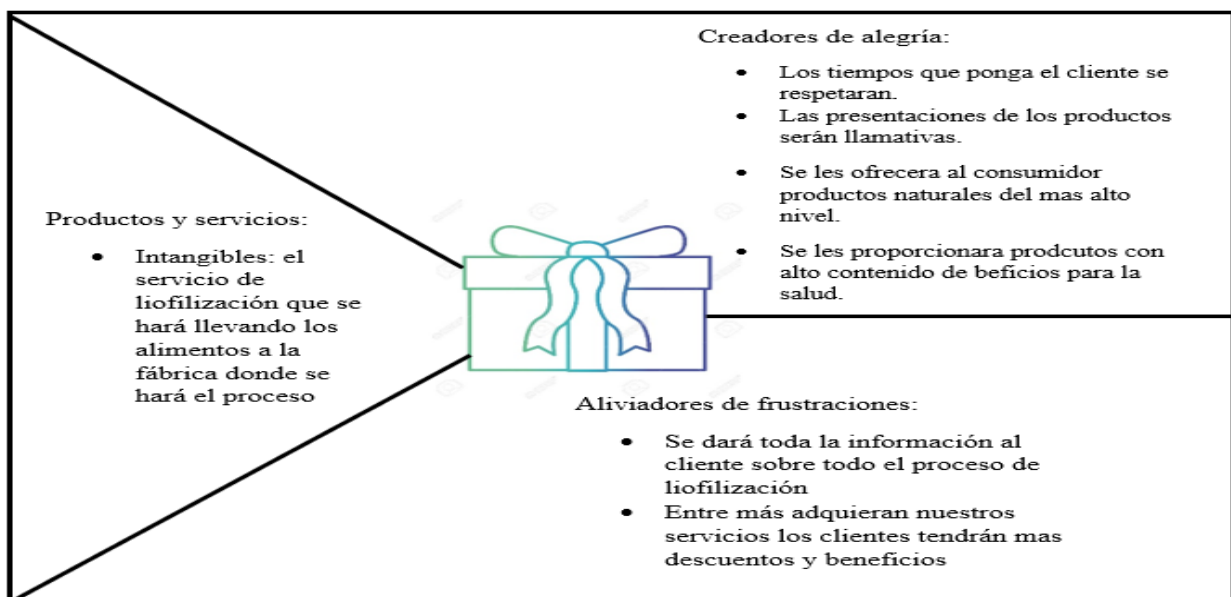 Creadores de alegría:
• Los tiempos que ponga el cliente se
respetaran.
• Las presentaciones de los productos
serán llamativas.
• Se les ofrecera al consumidor
productos naturales del mas alto
nivel.
• Se les proporcionara prodcutos con
alto contenido de beficios para la
salud.
Productos y servicios:
• Intangibles: el
servicio de
liofilización que se
hará llevando los
alimentos a la
fábrica donde se
hará el proceso
Aliviadores de frustraciones:
• Se dará toda la información al
cliente sobre todo el proceso de
liofilización
• Entre más adquieran nuestros
servicios los clientes tendrán mas
descuentos y beneficios